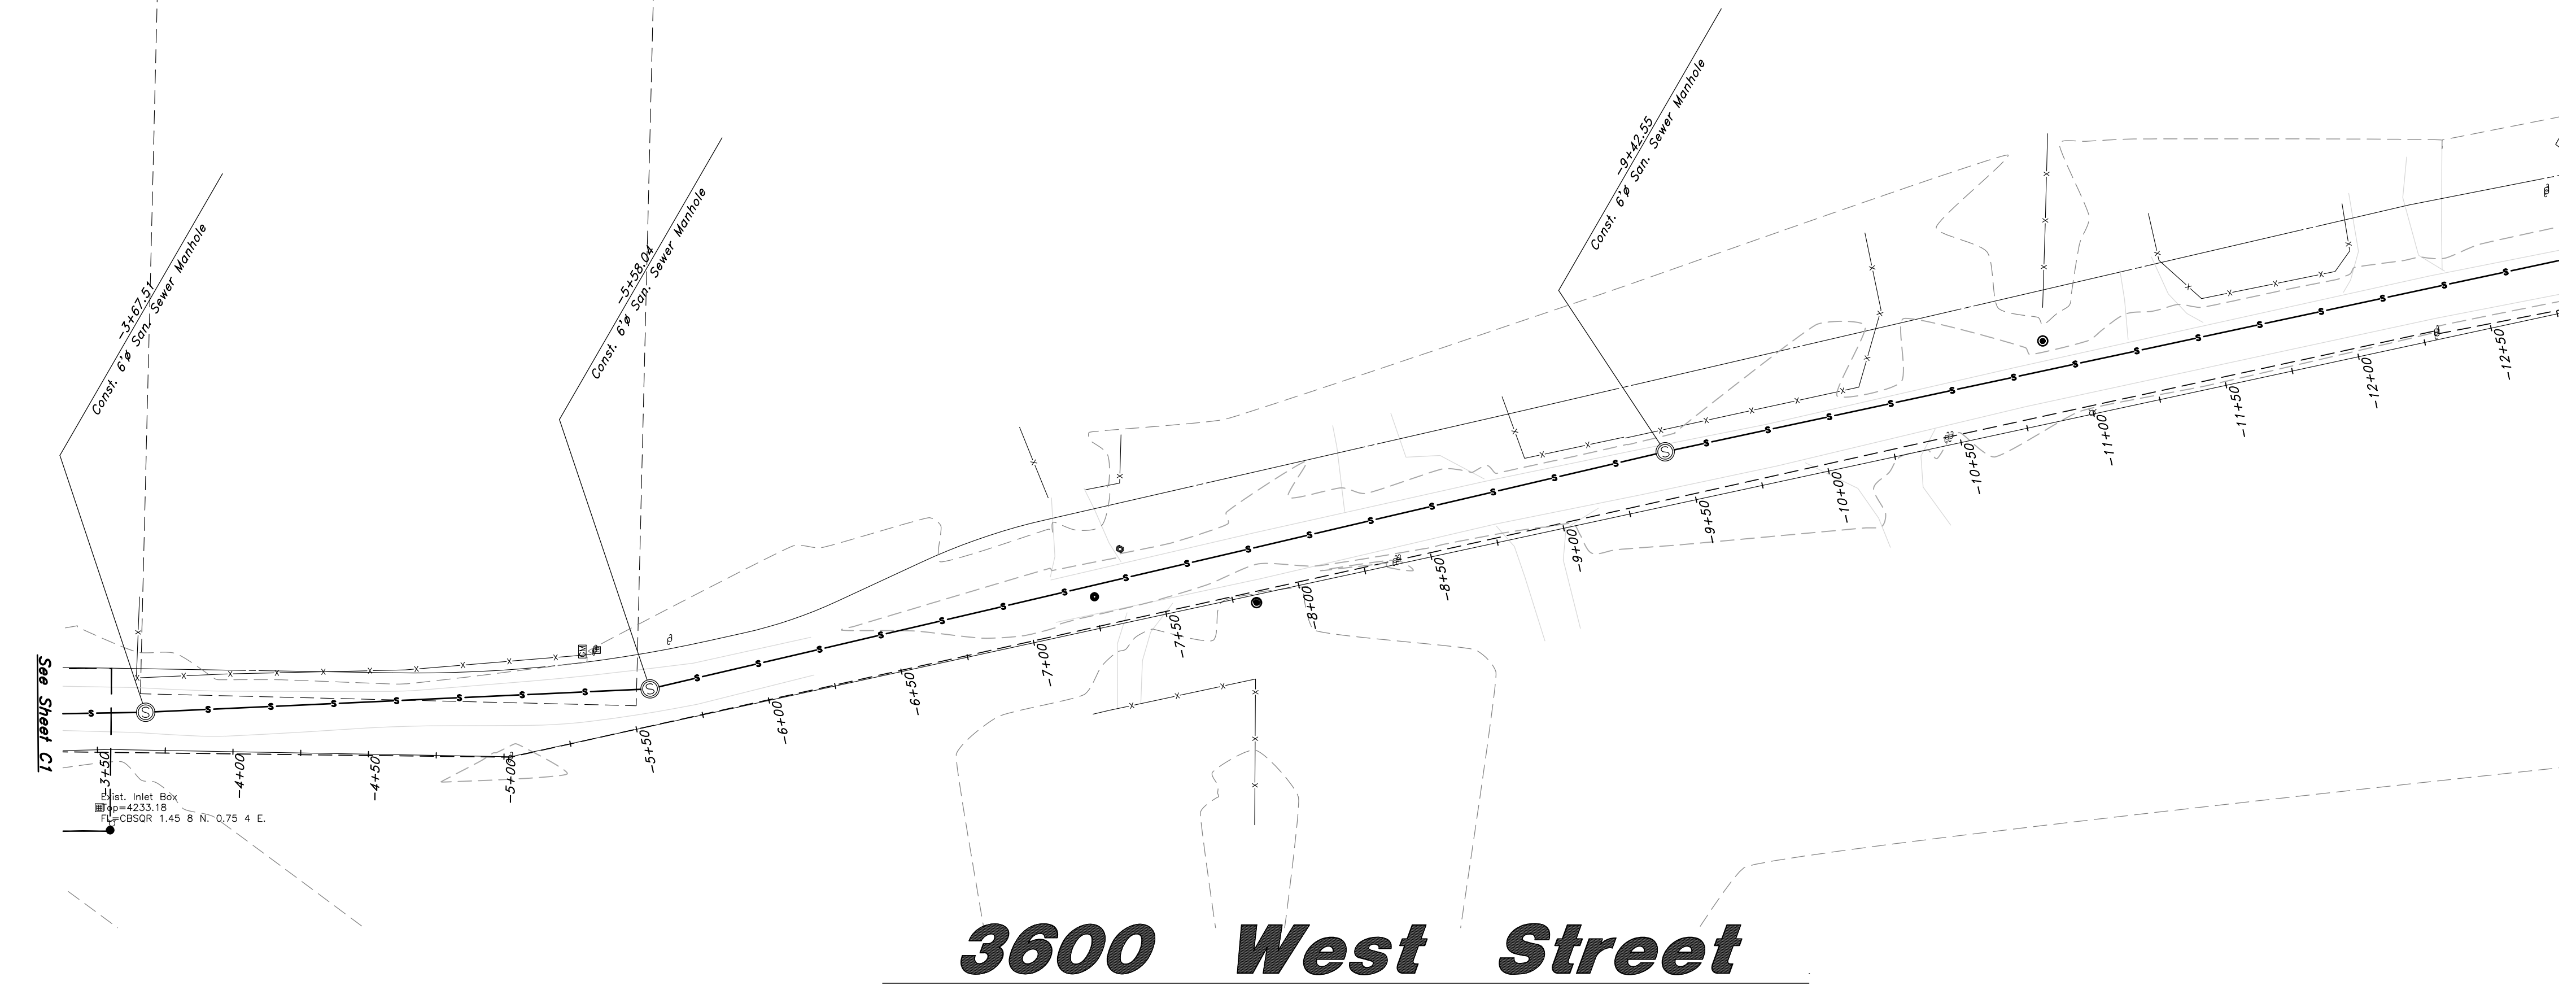 -3+67.51
Const. 6'ø San. Sewer Manhole
-5+58.04
Const. 6'ø San. Sewer Manhole
-9+42.55
Const. 6'ø San. Sewer Manhole
See Sheet C1
-3+50
-4+00
-4+50
-5+00
-5+50
-6+00
-6+50
-7+00
-7+50
-8+00
-8+50
-9+00
-9+50
-10+00
-10+50
-11+00
-11+50
-12+00
-12+50
Exist. Inlet Box
Top=4233.18
FL=CBSQR 1.45 8 N. 0.75 4 E.
3600 West Street